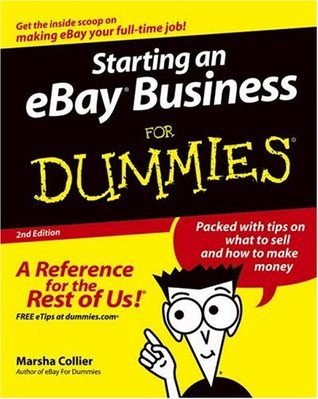 Get the inside scoop on
making eBay your full-time job!
Starting an
eBay® Business
FOR
DUMMIES®
2nd Edition
Packed with tips on
what to sell
and how to make
money
A Reference
for the
Rest of Us!®
FREE eTips at dummies.com®
Marsha Collier
Author of eBay For Dummies